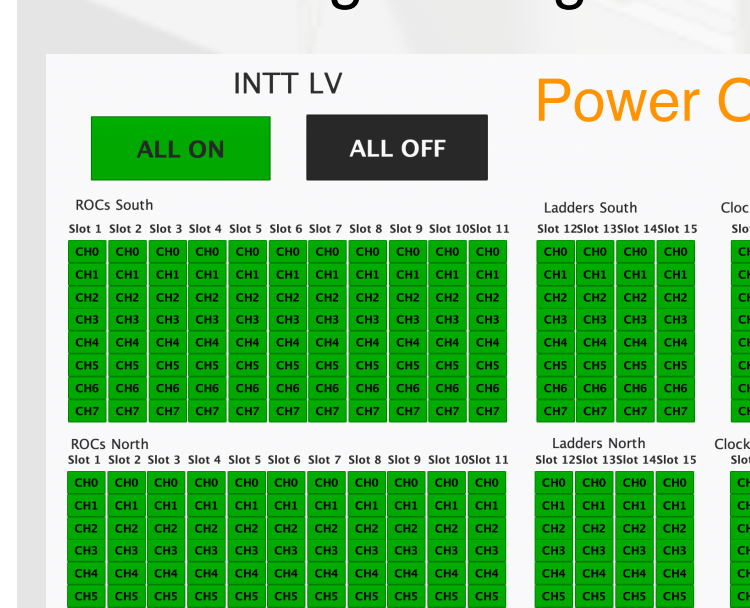 INTT LV
Power
ALL ON ALL OFF
ROCs South Ladders South
Slot 1 Slot 2 Slot 3 Slot 4 Slot 5 Slot 6 Slot 7 Slot 8 Slot 9 Slot 10 Slot 11 Slot 12 Slot 13 Slot 14 Slot 15
CH0 CH0 CH0 CH0 CH0 CH0 CH0 CH0 CH0 CH0 CH0 CH0 CH0 CH0 CH0
CH1 CH1 CH1 CH1 CH1 CH1 CH1 CH1 CH1 CH1 CH1 CH1 CH1 CH1 CH1
CH2 CH2 CH2 CH2 CH2 CH2 CH2 CH2 CH2 CH2 CH2 CH2 CH2 CH2 CH2
CH3 CH3 CH3 CH3 CH3 CH3 CH3 CH3 CH3 CH3 CH3 CH3 CH3 CH3 CH3
CH4 CH4 CH4 CH4 CH4 CH4 CH4 CH4 CH4 CH4 CH4 CH4 CH4 CH4 CH4
CH5 CH5 CH5 CH5 CH5 CH5 CH5 CH5 CH5 CH5 CH5 CH5 CH5 CH5 CH5
CH6 CH6 CH6 CH6 CH6 CH6 CH6 CH6 CH6 CH6 CH6 CH6 CH6 CH6 CH6
CH7 CH7 CH7 CH7 CH7 CH7 CH7 CH7 CH7 CH7 CH7 CH7 CH7 CH7 CH7
ROCs North Ladders North Clock
Slot 1 Slot 2 Slot 3 Slot 4 Slot 5 Slot 6 Slot 7 Slot 8 Slot 9 Slot 10 Slot 11 Slot 12 Slot 13 Slot 14 Slot 15
CH0 CH0 CH0 CH0 CH0 CH0 CH0 CH0 CH0 CH0 CH0 CH0 CH0 CH0 CH0
CH1 CH1 CH1 CH1 CH1 CH1 CH1 CH1 CH1 CH1 CH1 CH1 CH1 CH1 CH1
CH2 CH2 CH2 CH2 CH2 CH2 CH2 CH2 CH2 CH2 CH2 CH2 CH2 CH2 CH2
CH3 CH3 CH3 CH3 CH3 CH3 CH3 CH3 CH3 CH3 CH3 CH3 CH3 CH3 CH3
CH4 CH4 CH4 CH4 CH4 CH4 CH4 CH4 CH4 CH4 CH4 CH4 CH4 CH4 CH4
CH5 CH5 CH5 CH5 CH5 CH5 CH5 CH5 CH5 CH5 CH5 CH5 CH5 CH5 CH5